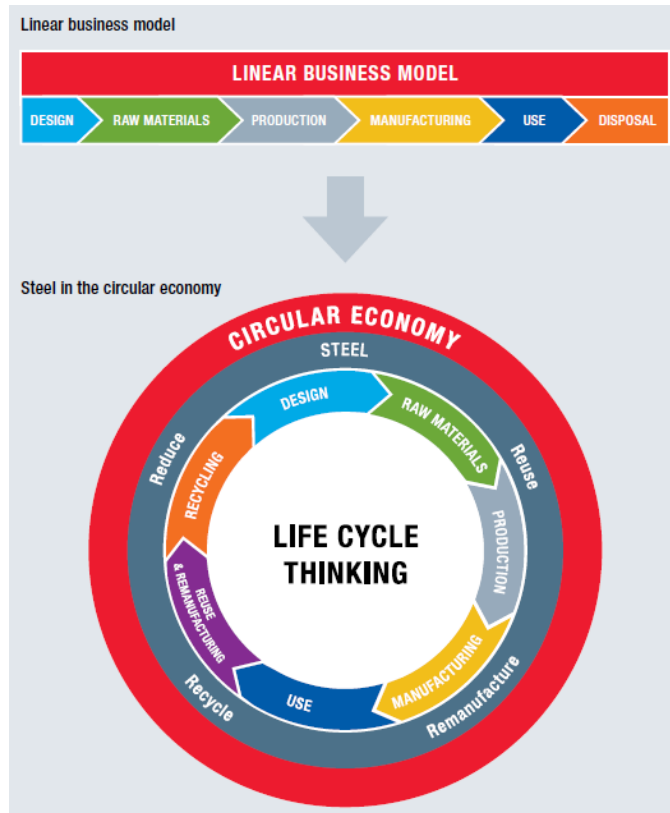 Linear business model
LINEAR BUSINESS MODEL
DESIGN
RAW MATERIALS
PRODUCTION
MANUFACTURING
USE
DISPOSAL
Steel in the circular economy
CIRCULAR ECONOMY
STEEL
Reduce
Reuse
Remanufacture
Recycle
DESIGN
RAW MATERIALS
PRODUCTION
MANUFACTURING
USE
REUSE
& REMANUFACTURING
RECYCLING
LIFE CYCLE
THINKING